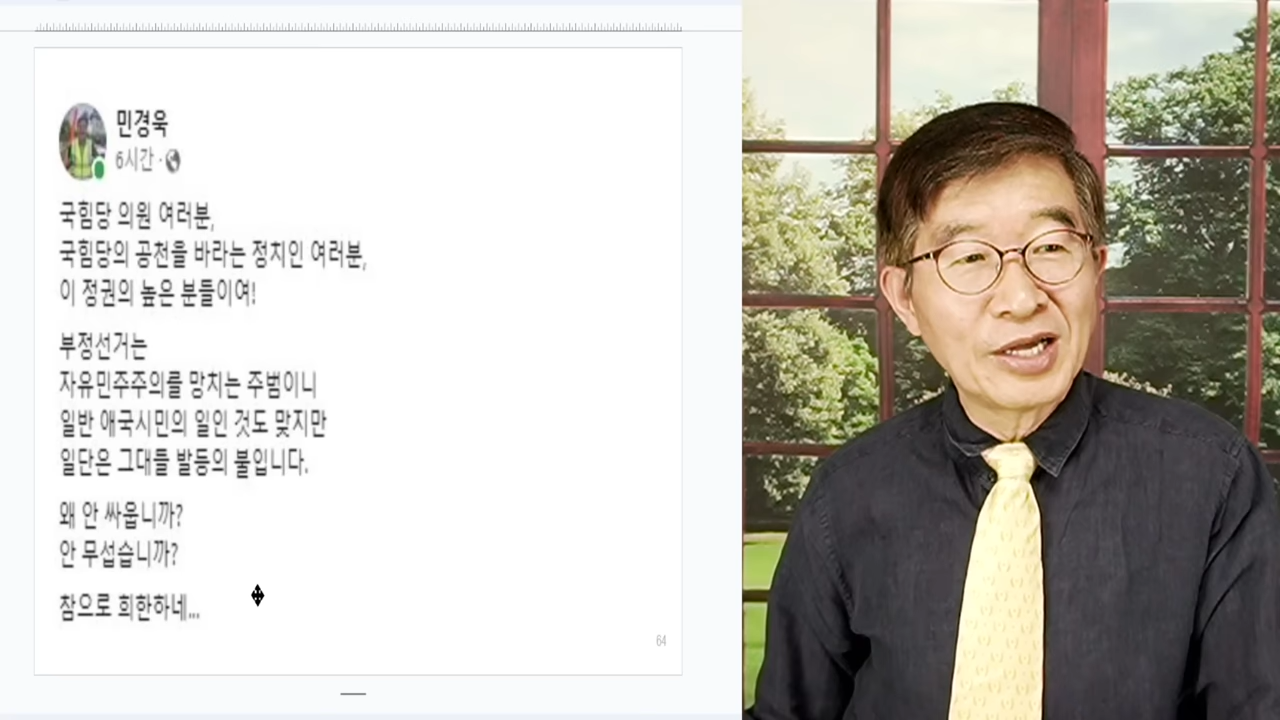 민경욱
6시간 ·
국힘당 의원 여러분,
국힘당의 공천을 바라는 정치인 여러분,
이 정권의 높은 분들이여!
부정선거는
자유민주주의를 망치는 주범이니
일반 애국시민의 일인 것도 맞지만
일단은 그대들 발등의 불입니다.
왜 안 싸웁니까?
안 무섭습니까?
참으로 희한하네...
64